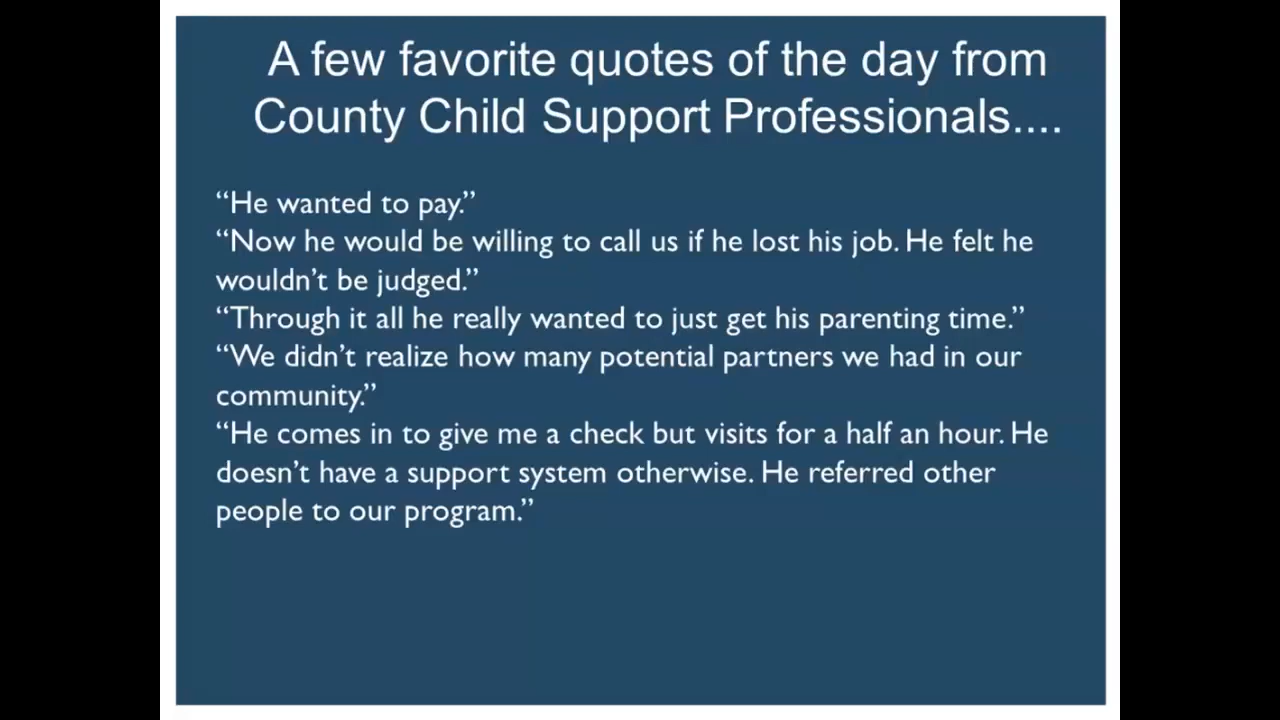 A few favorite quotes of the day from
County Child Support Professionals....
“He wanted to pay.”
“Now he would be willing to call us if he lost his job. He felt he
wouldn’t be judged.”
“Through it all he really wanted to just get his parenting time.”
“We didn’t realize how many potential partners we had in our
community.”
“He comes in to give me a check but visits for a half an hour. He
doesn’t have a support system otherwise. He referred other
people to our program.”